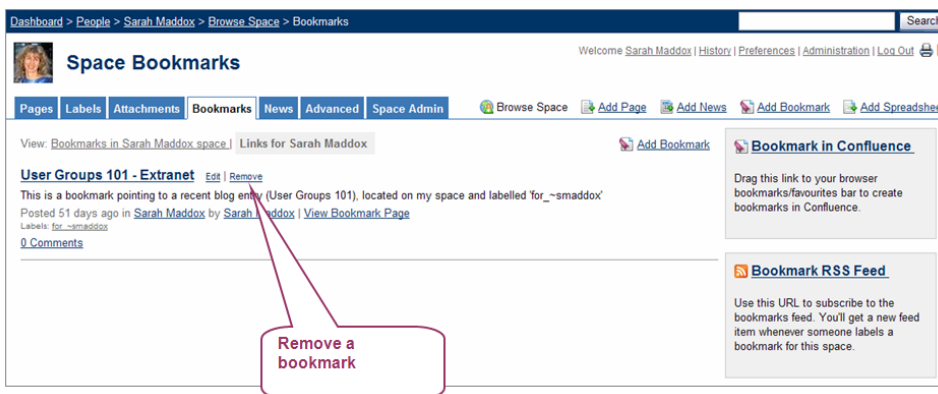 Dashboard > People > Sarah Maddox > Browse Space > Bookmarks
Search
Welcome Sarah Maddox | History | Preferences | Administration | Log Out
Space Bookmarks
Pages Labels Attachments Bookmarks News Advanced Space Admin
Browse Space Add Page Add News Add Bookmark Add Spreadshee
View: Bookmarks in Sarah Maddox space | Links for Sarah Maddox
Add Bookmark
User Groups 101 - Extranet Edit | Remove
This is a bookmark pointing to a recent blog entry (User Groups 101), located on my space and labelled 'for_~smaddox'
Posted 51 days ago in Sarah Maddox by Sarah Maddox | View Bookmark Page
Labels: for_~smaddox
0 Comments
Remove a
bookmark
Bookmark in Confluence
Drag this link to your browser
bookmarks/favourites bar to create
bookmarks in Confluence.
Bookmark RSS Feed
Use this URL to subscribe to the
bookmarks feed. You'll get a new feed
item whenever someone labels a
bookmark for this space.